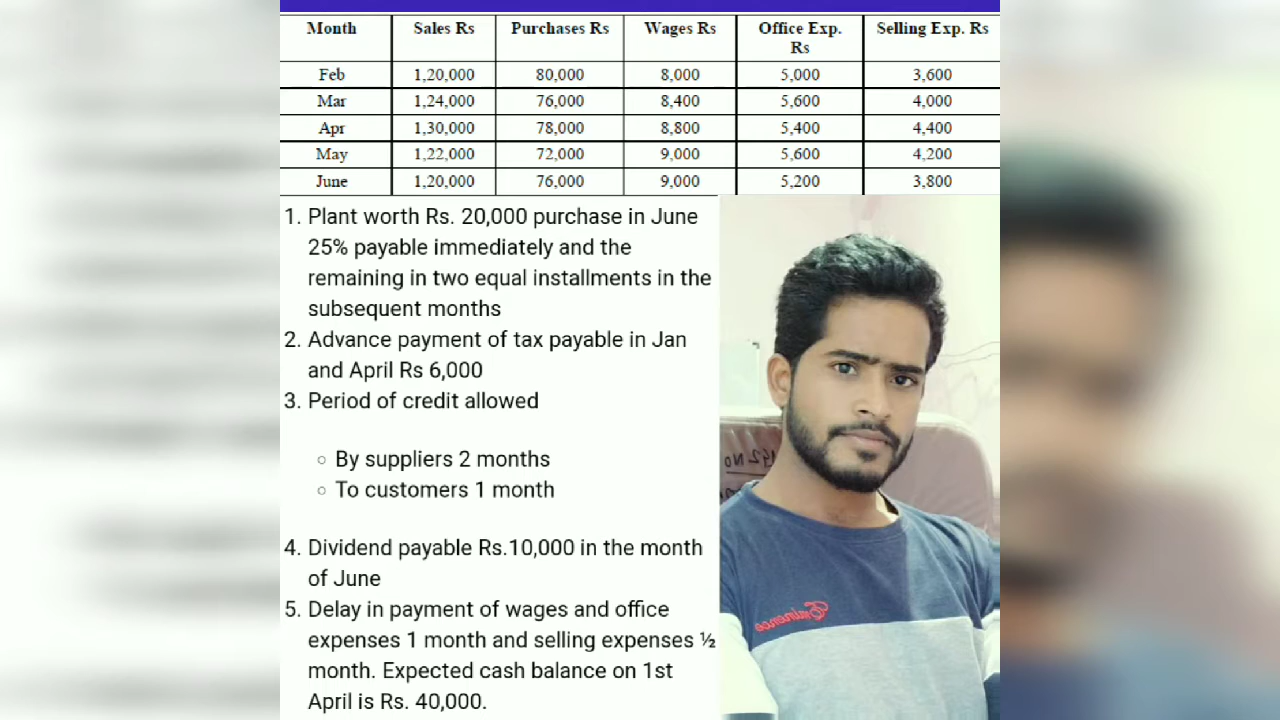 Month Sales Rs Purchases Rs Wages Rs Office Exp. Rs Selling Exp. Rs
Feb 1,20,000 80,000 8,000 5,000 3,600
Mar 1,24,000 76,000 8,400 5,600 4,000
Apr 1,30,000 78,000 8,800 5,400 4,400
May 1,22,000 72,000 9,000 5,600 4,200
June 1,20,000 76,000 9,000 5,200 3,800
1. Plant worth Rs. 20,000 purchase in June
25% payable immediately and the
remaining in two equal installments in the
subsequent months
2. Advance payment of tax payable in Jan
and April Rs 6,000
3. Period of credit allowed
○ By suppliers 2 months
○ To customers 1 month
4. Dividend payable Rs.10,000 in the month
of June
5. Delay in payment of wages and office
expenses 1 month and selling expenses ½
month. Expected cash balance on 1st
April is Rs. 40,000.
Eminence